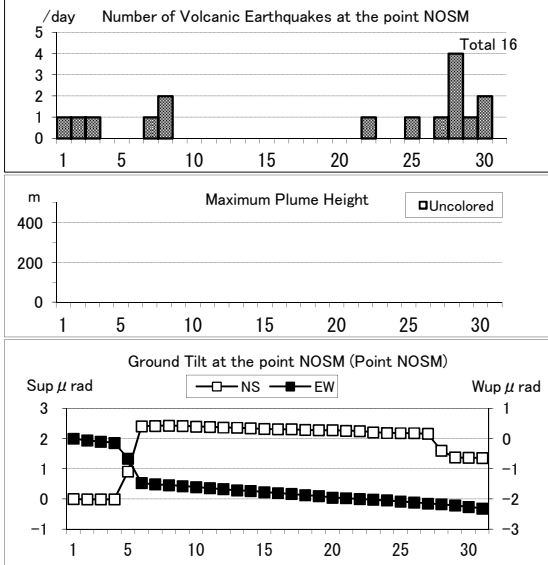 /day Number of Volcanic Earthquakes at the point NOSM
Total 16
5
4
3
2
1
0
1 5 10 15 20 25 30
m Maximum Plume Height
Uncolored
400
200
0
1 5 10 15 20 25 30
Ground Tilt at the point NOSM (Point NOSM)
Sup μ rad NS EW Wup μ rad
3 1
2 0
1 -1
0 -2
-1 -3
1 5 10 15 20 25 30